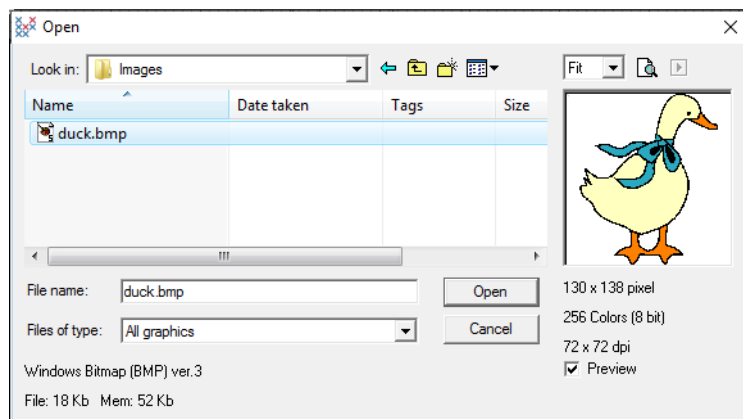 Open
Look in: Images
Fit
Name Date taken Tags Size
duck.bmp
File name: duck.bmp
Open
Files of type: All graphics
Cancel
Windows Bitmap (BMP) ver.3
File: 18 Kb Mem: 52 Kb
130 x 138 pixel
256 Colors (8 bit)
72 x 72 dpi
Preview